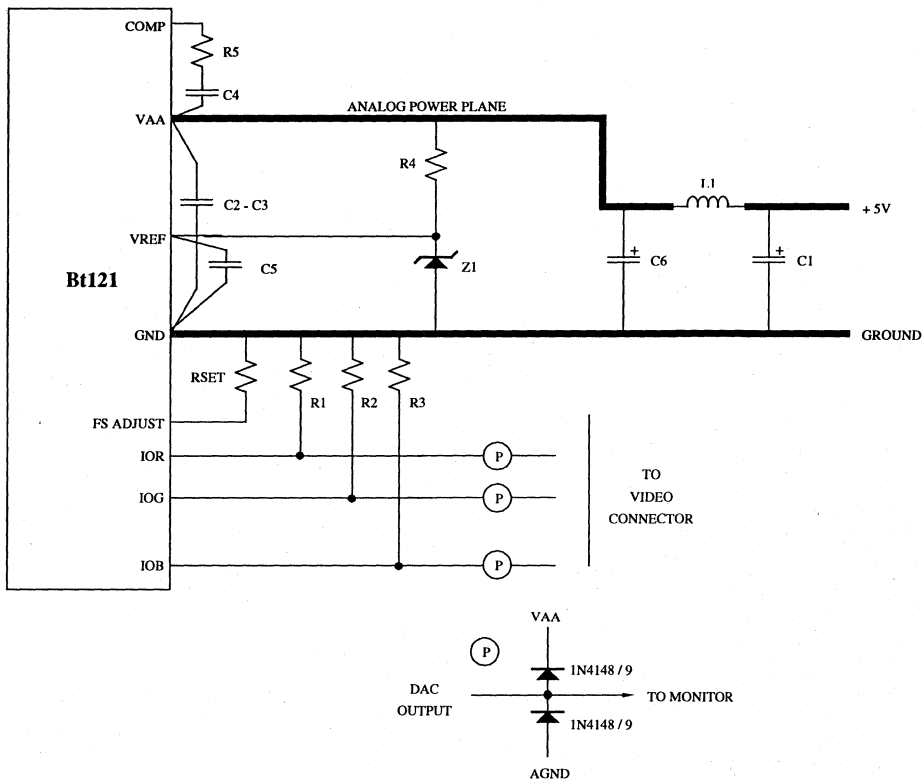 COMP
R5
C4
ANALOG POWER PLANE
VAA
R4
L1
C2 - C3
+ 5V
VREF
C5
Z1
C6
C1
Bt121
GND
GROUND
RSET
R1
R2
R3
FS ADJUST
IOR
P
IOG
P
IOB
P
TO
VIDEO
CONNECTOR
VAA
P
1N4148 / 9
DAC
OUTPUT
TO MONITOR
1N4148 / 9
AGND